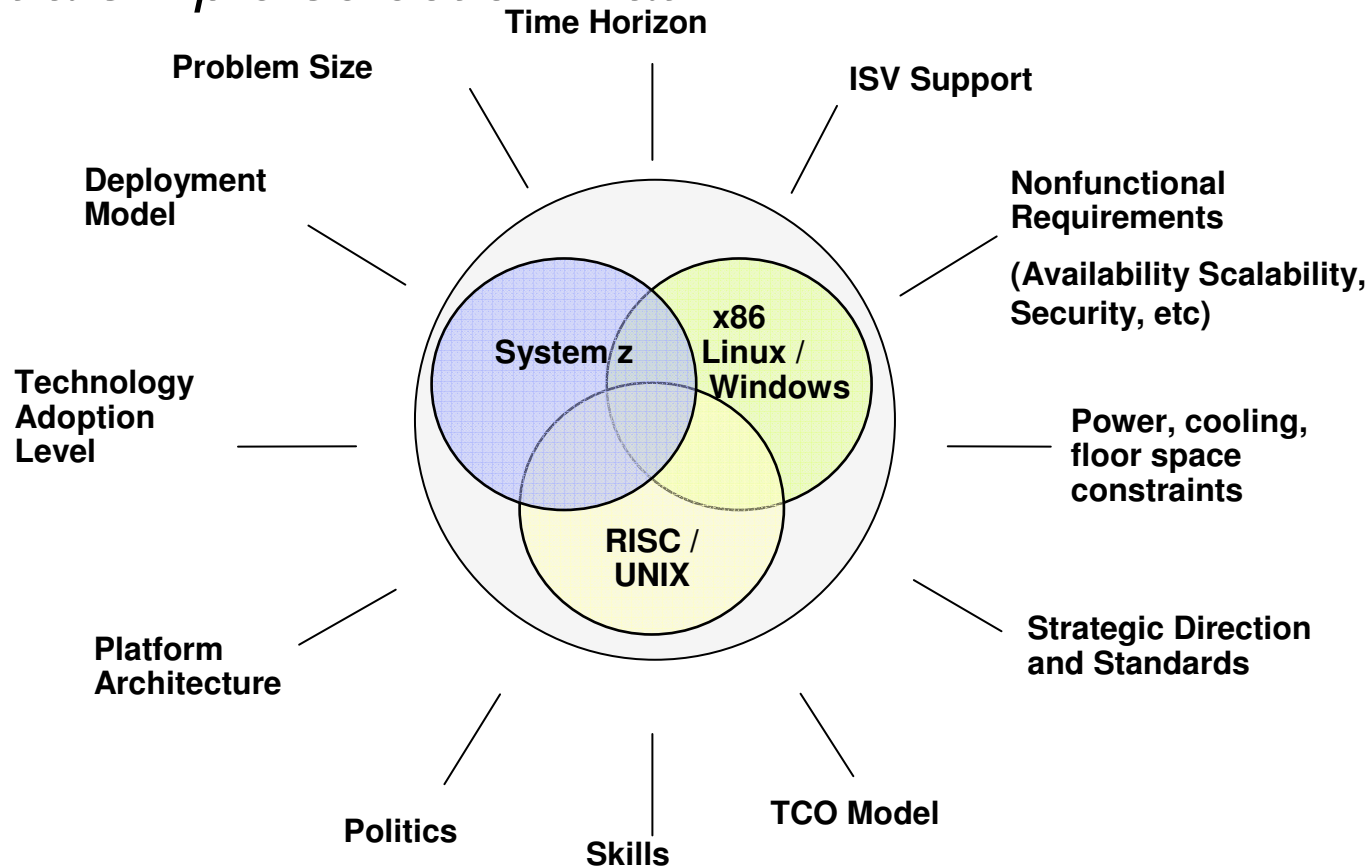 Time Horizon
Problem Size
ISV Support
Deployment
Model
Nonfunctional
Requirements
(Availability Scalability,
Security, etc)
System z
x86
Linux /
Windows
Technology
Adoption
Level
Power, cooling,
floor space
constraints
RISC /
UNIX
Platform
Architecture
Strategic Direction
and Standards
Politics
Skills
TCO Model